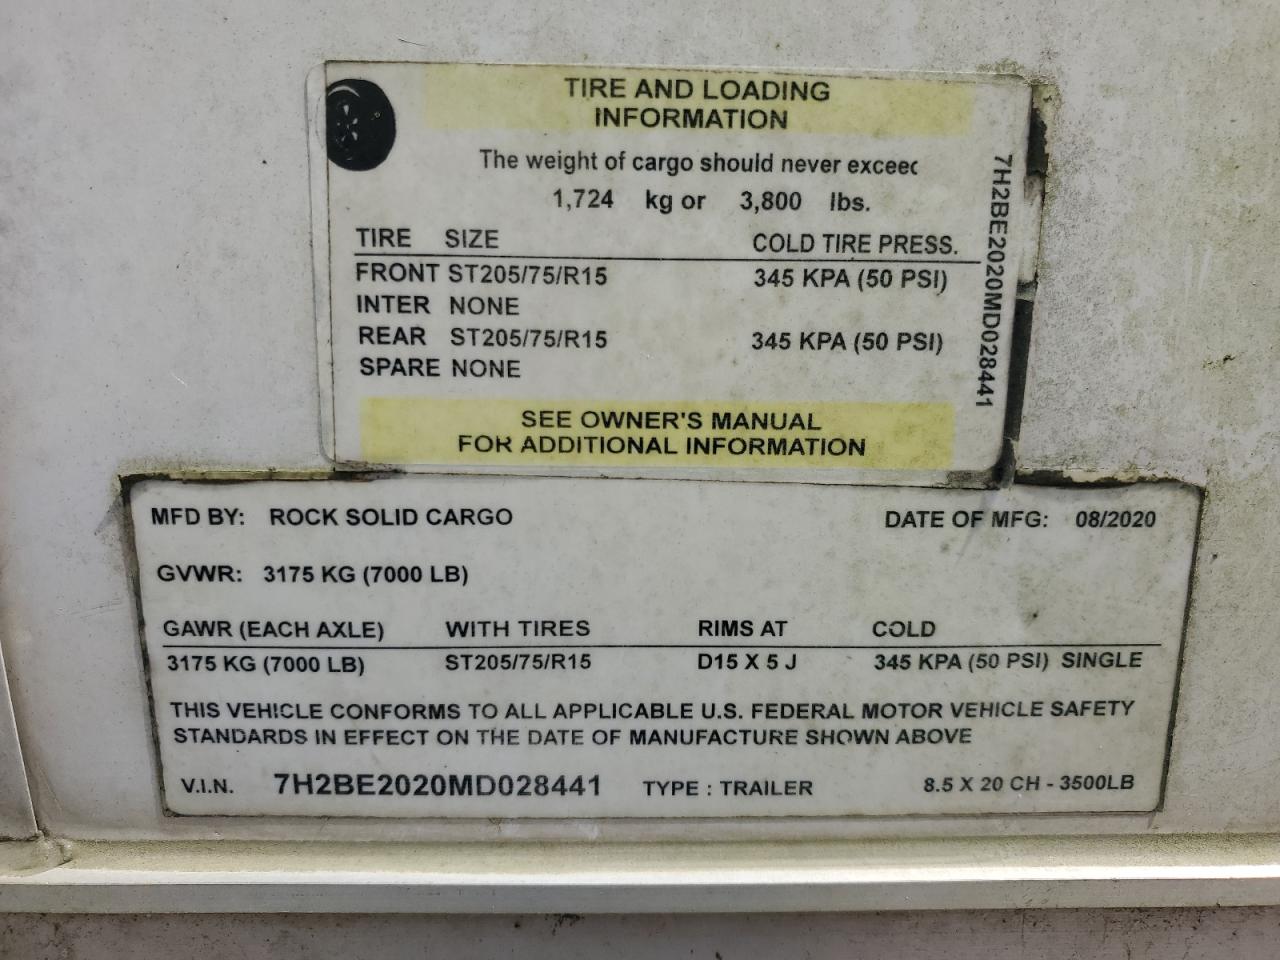 TIRE AND LOADING
INFORMATION
The weight of cargo should never exceed
1,724 kg or 3,800 lbs.
TIRE SIZE COLD TIRE PRESS.
FRONT ST205/75/R15 345 KPA (50 PSI)
INTER NONE
REAR ST205/75/R15 345 KPA (50 PSI)
SPARE NONE
SEE OWNER'S MANUAL
FOR ADDITIONAL INFORMATION
7H2BE2020MD028441
MFD BY: ROCK SOLID CARGO DATE OF MFG: 08/2020
GVWR: 3175 KG (7000 LB)
GAWR (EACH AXLE) WITH TIRES RIMS AT COLD
3175 KG (7000 LB) ST205/75/R15 D15 X 5 J 345 KPA (50 PSI) SINGLE
THIS VEHICLE CONFORMS TO ALL APPLICABLE U.S. FEDERAL MOTOR VEHICLE SAFETY
STANDARDS IN EFFECT ON THE DATE OF MANUFACTURE SHOWN ABOVE
V.I.N. 7H2BE2020MD028441 TYPE : TRAILER 8.5 X 20 CH - 3500LB